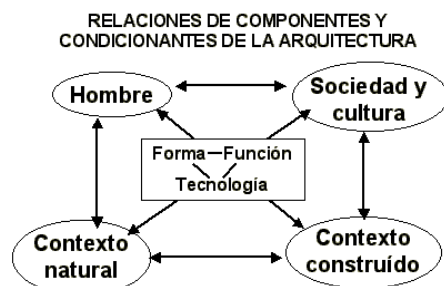 RELACIONES DE COMPONENTES Y
CONDICIONANTES DE LA ARQUITECTURA
Hombre
Sociedad y
cultura
Forma—Función
Tecnología
Contexto
natural
Contexto
construído